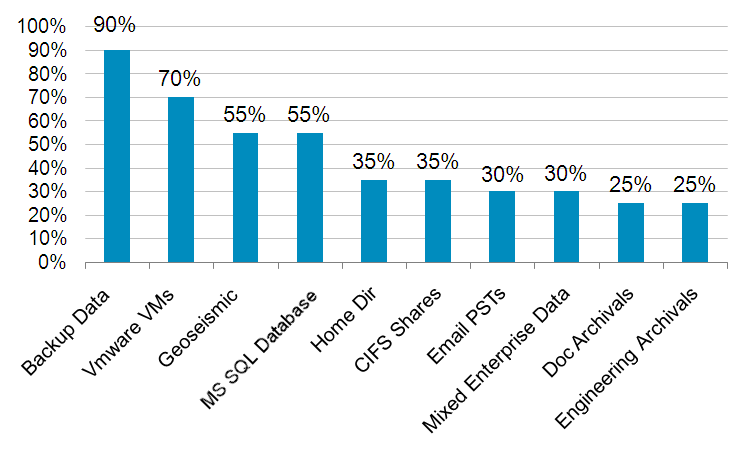 100%
90%
80%
70%
60%
50%
40%
30%
20%
10%
0%
90%
70%
55%
55%
35%
35%
30%
30%
25%
25%
Backup Data
Vmware VMs
Geoseismic
MS SQL Database
Home Dir
CIFS Shares
Email PSTs
Mixed Enterprise Data
Doc Archivals
Engineering Archivals